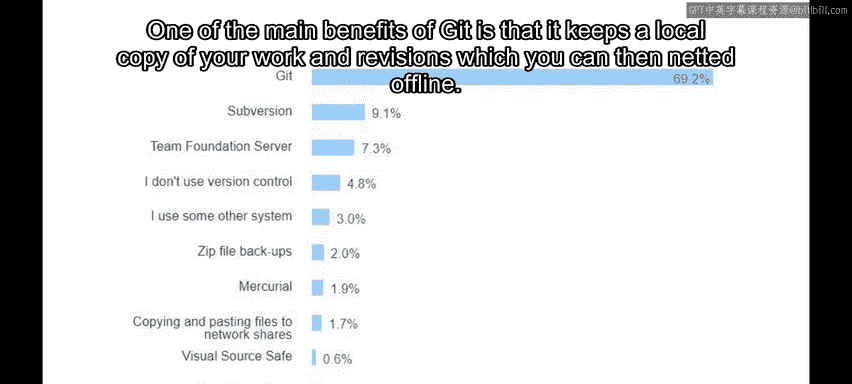 GPT中英字幕课程资源@bilibili.com
One of the main benefits of Git is that it keeps a local
copy of your work and revisions which you can then netted
offline.
Git 69.2%
Subversion 9.1%
Team Foundation Server 7.3%
I don't use version control 4.8%
I use some other system 3.0%
Zip file back-ups 2.0%
Mercurial 1.9%
Copying and pasting files to
network shares 1.7%
Visual Source Safe 0.6%